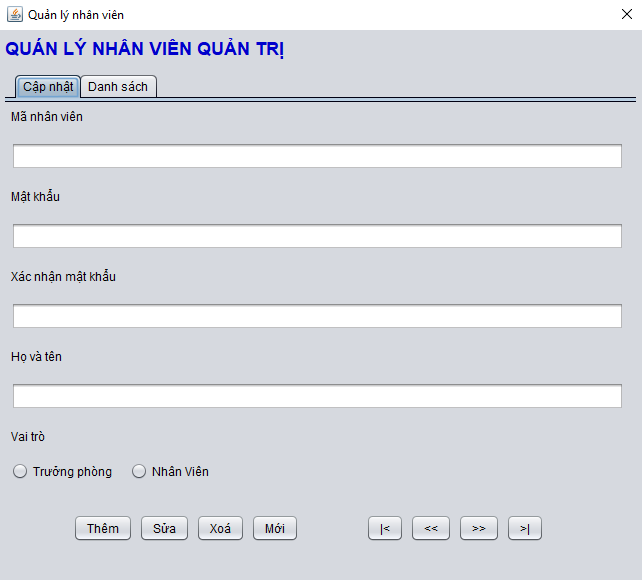 Quản lý nhân viên
QUẢN LÝ NHÂN VIÊN QUẢN TRỊ
Cập nhật Danh sách
Mã nhân viên
Mật khẩu
Xác nhận mật khẩu
Họ và tên
Vai trò
Trưởng phòng Nhân Viên
Thêm Sửa Xoá Mới |< << >> >|